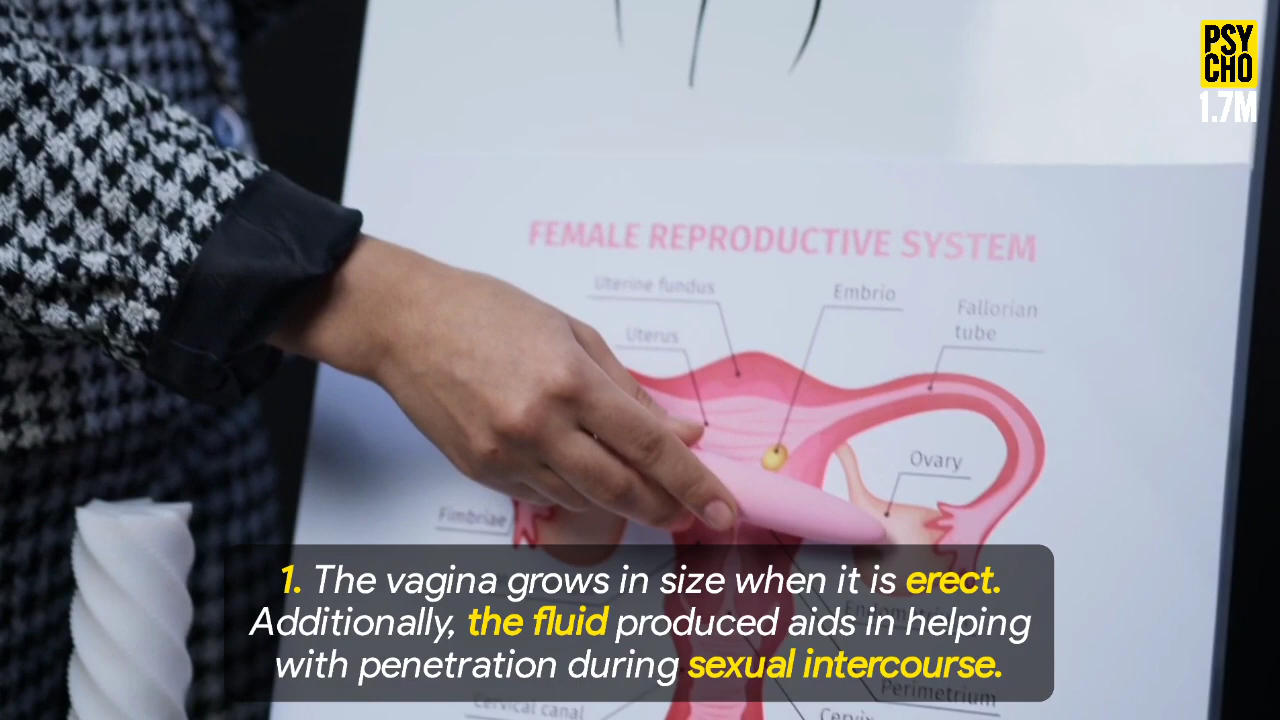 PSY
CHO
1.7M
FEMALE REPRODUCTIVE SYSTEM
Uterine fundus
Embrio
Fallorian
tube
Uterus
Ovary
Fimbriae
1. The vagina grows in size when it is erect.
Additionally, the fluid produced aids in helping
with penetration during sexual intercourse.
Perimetrium
Cervical canal